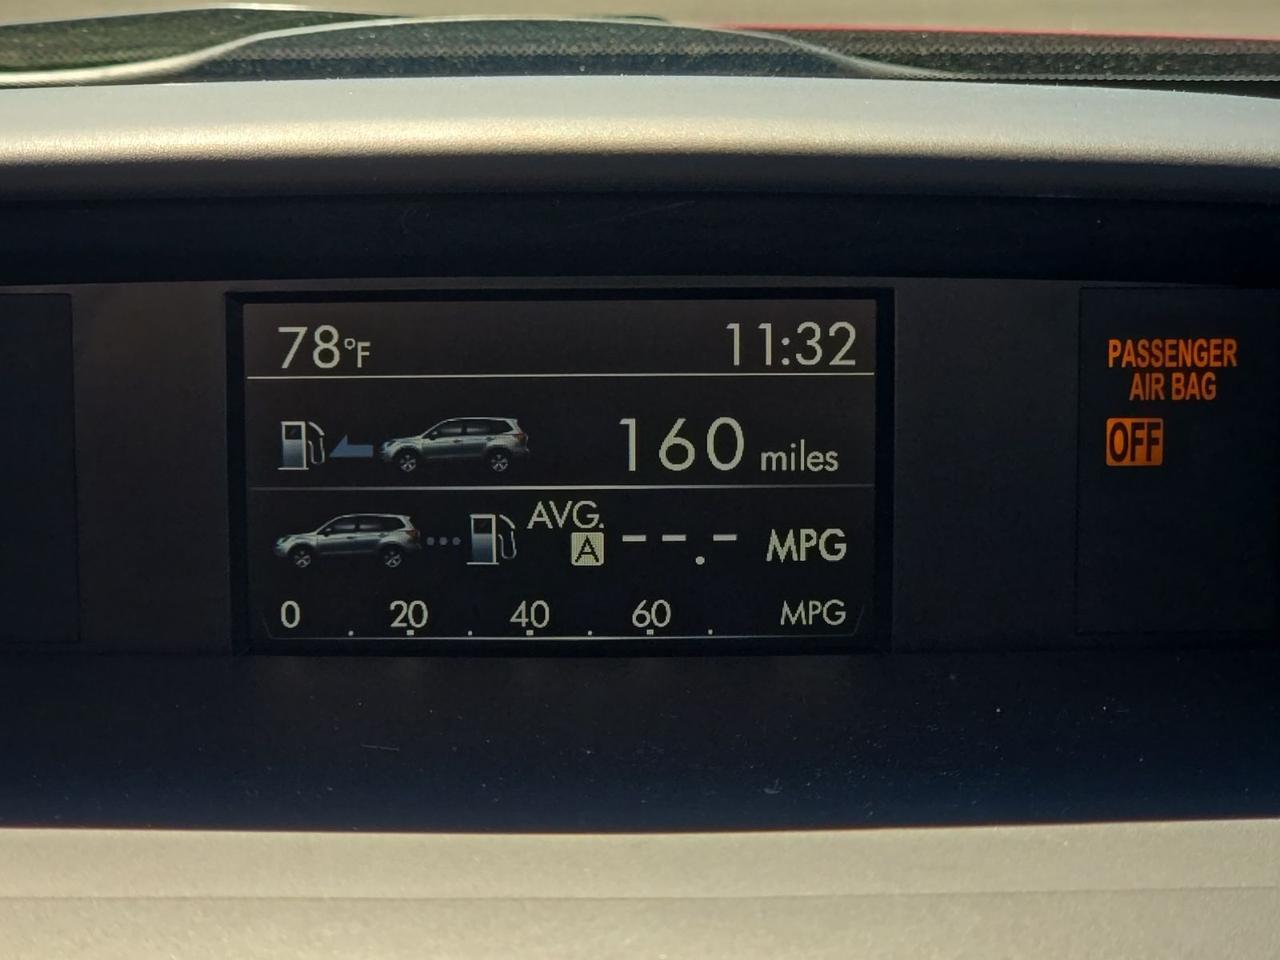 78°F 11:32
160 miles
AVG.
A --.- MPG
0 20 40 60 MPG
PASSENGER
AIR BAG
OFF